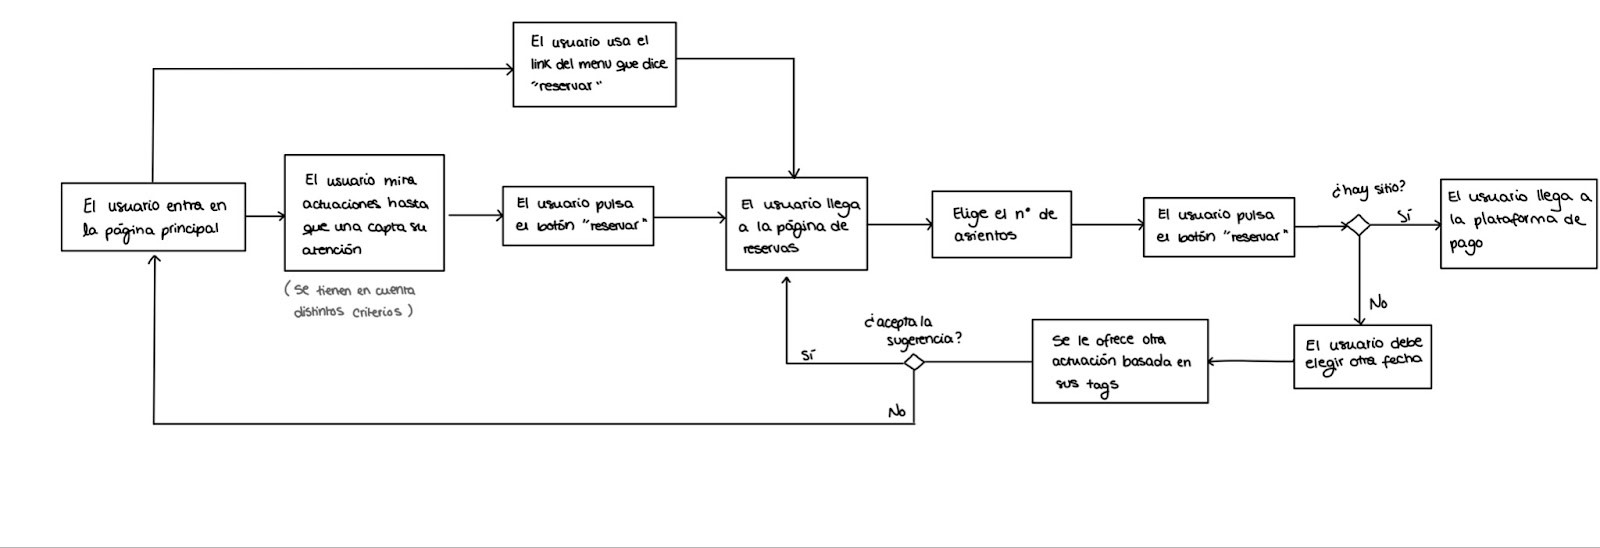 El usuario usa el
link del menu que dice
"reservar"
El usuario entra en
la página principal
El usuario mira
actuaciones hasta
que una capta su
atención
(se tienen en cuenta
distintos criterios)
El usuario pulsa
el botón "reservar"
El usuario llega
a la página de
reservas
Elige el nº de
asientos
El usuario pulsa
el botón "reservar"
¿hay sitio?
Sí
El usuario llega a
la plataforma de
pago
No
El usuario debe
elegir otra fecha
Se le ofrece otra
actuación basada en
sus tags
¿acepta la
sugerencia?
Sí
No